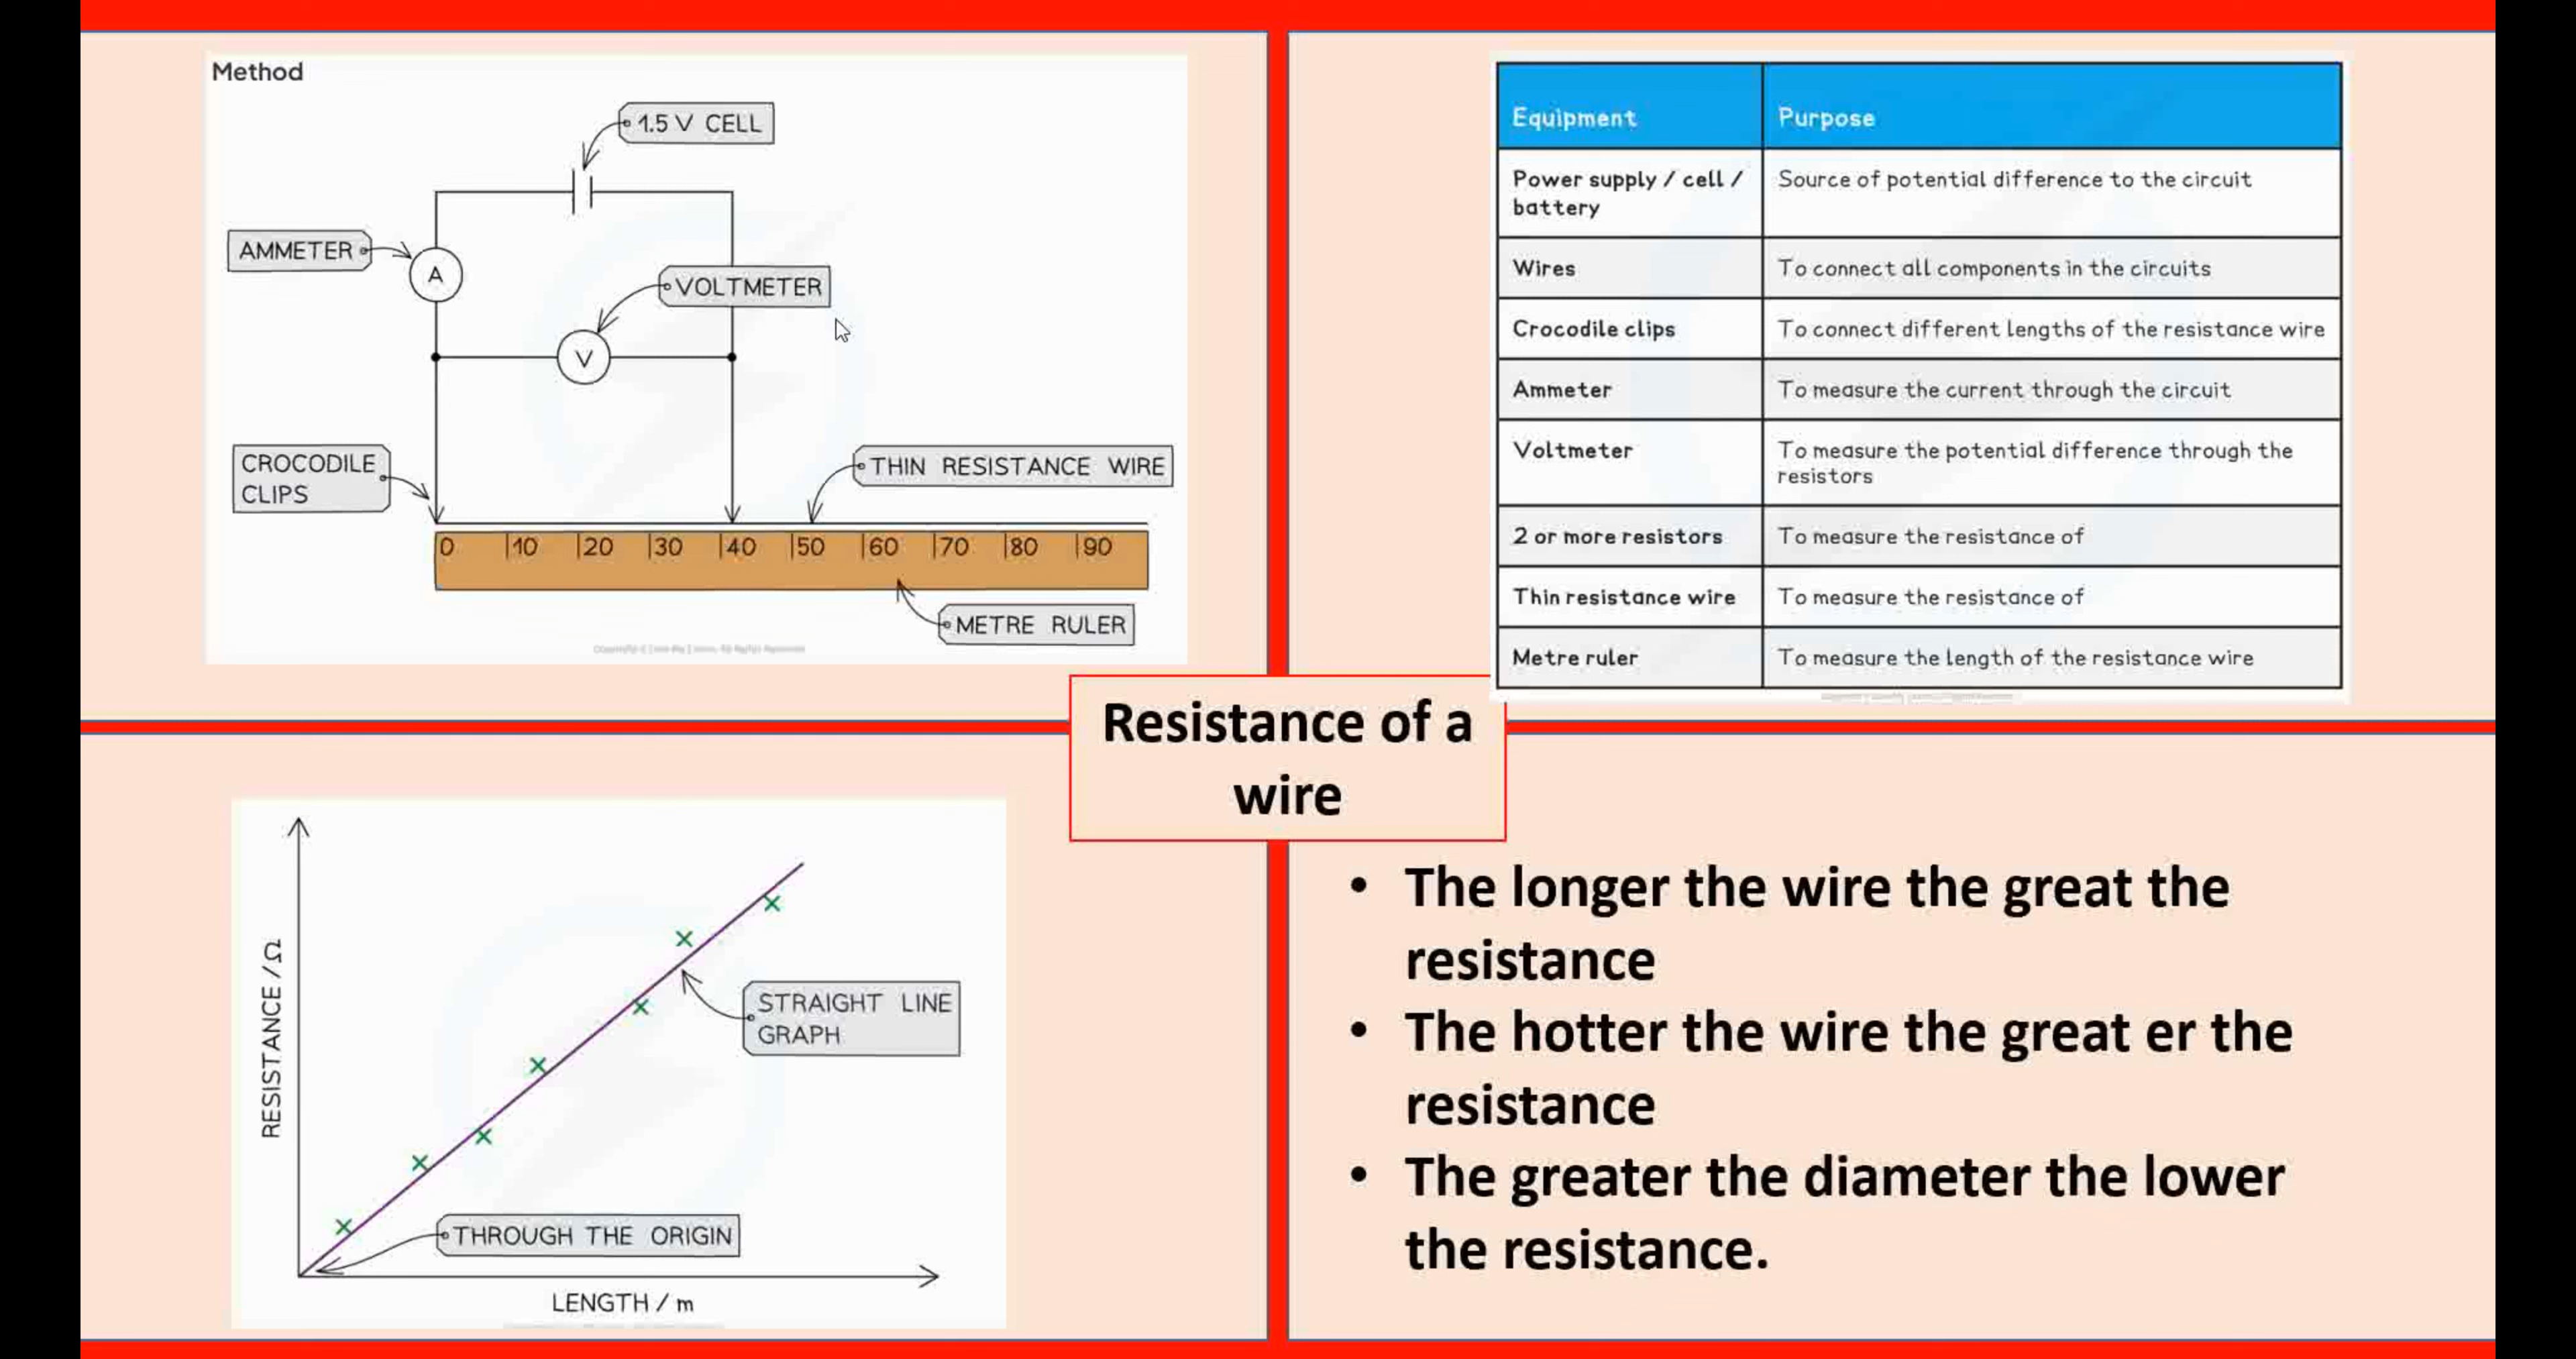 Method
1.5 V CELL
AMMETER
A
VOLTMETER
V
CROCODILE
CLIPS
THIN RESISTANCE WIRE
0 10 20 30 40 50 60 70 80 90
METRE RULER
Equipment Purpose
Power supply / cell / Source of potential difference to the circuit
battery
Wires To connect all components in the circuits
Crocodile clips To connect different lengths of the resistance wire
Ammeter To measure the current through the circuit
Voltmeter To measure the potential difference through the
resistors
2 or more resistors To measure the resistance of
Thin resistance wire To measure the resistance of
Metre ruler To measure the length of the resistance wire
Resistance of a
wire
RESISTANCE / Ω
STRAIGHT LINE
GRAPH
THROUGH THE ORIGIN
LENGTH / m
• The longer the wire the great the
resistance
• The hotter the wire the great er the
resistance
• The greater the diameter the lower
the resistance.